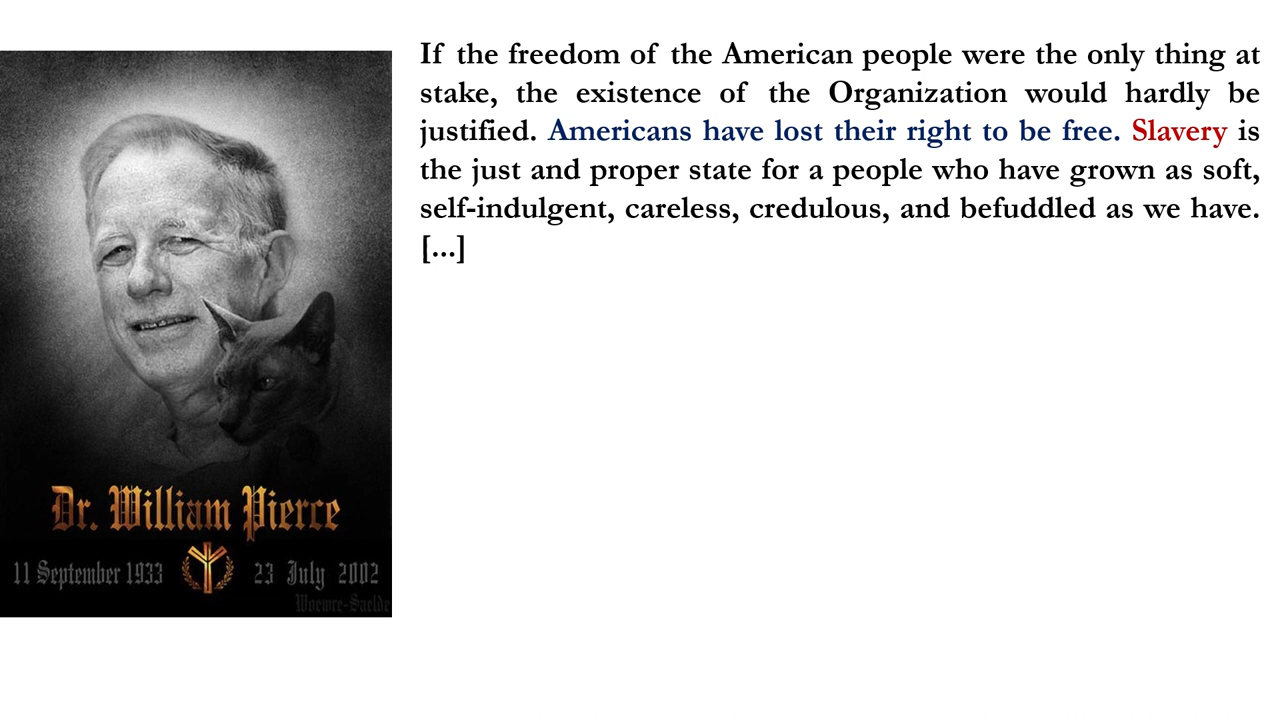 If the freedom of the American people were the only thing at
stake, the existence of the Organization would hardly be
justified. Americans have lost their right to be free. Slavery is
the just and proper state for a people who have grown as soft,
self-indulgent, careless, credulous, and befuddled as we have.
[...]
Dr. William Pierce
11 September 1933 23 July 2002
Woewre-Saelde